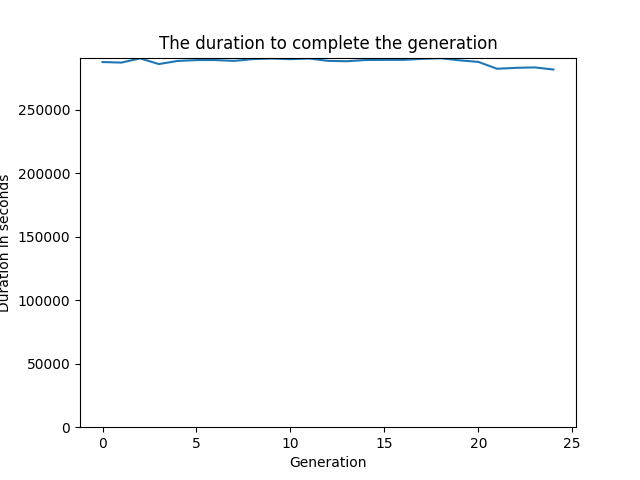 The duration to complete the generation
Duration in seconds
250000
200000
150000
100000
50000
0
0 5 10 15 20 25
Generation